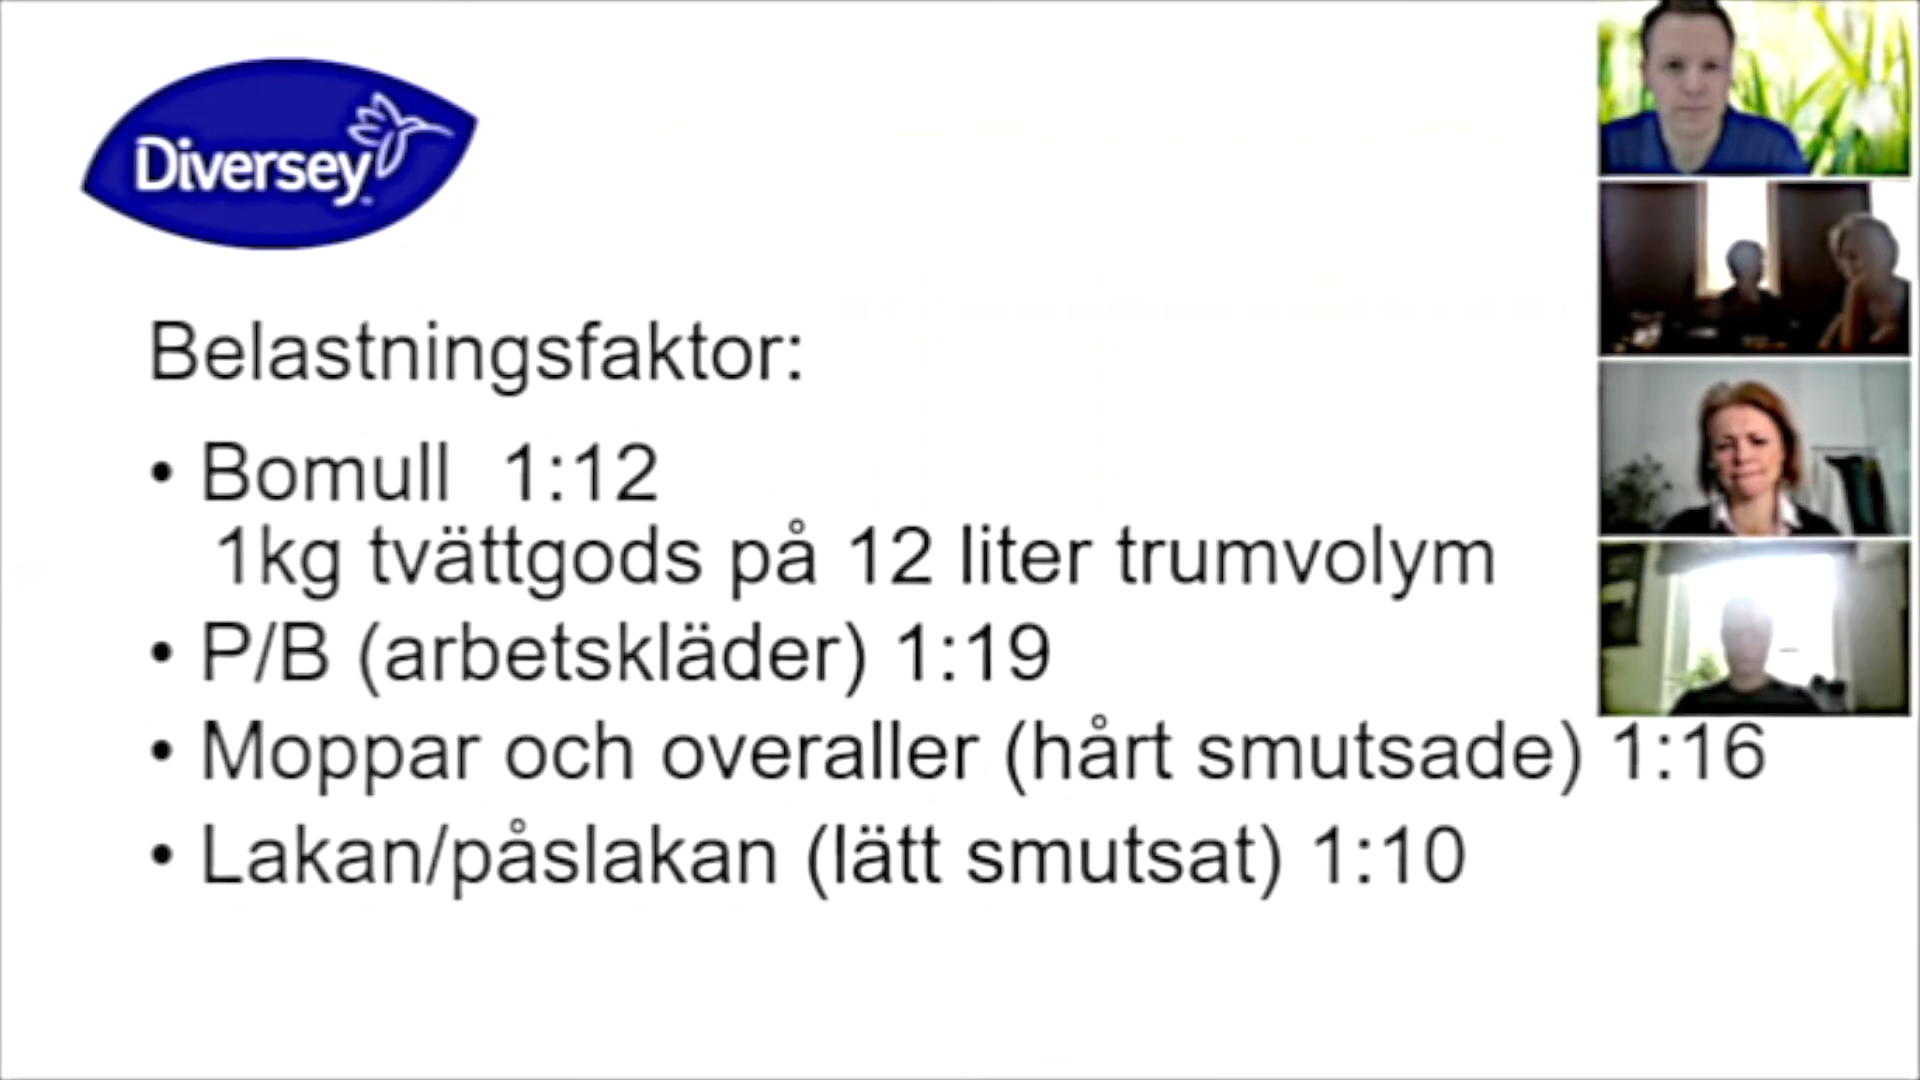 Diversey
Belastningsfaktor:
• Bomull 1:12
1kg tvättgods på 12 liter trumvolym
• P/B (arbetskläder) 1:19
• Moppar och overaller (hårt smutsade) 1:16
• Lakan/påslakan (lätt smutsat) 1:10